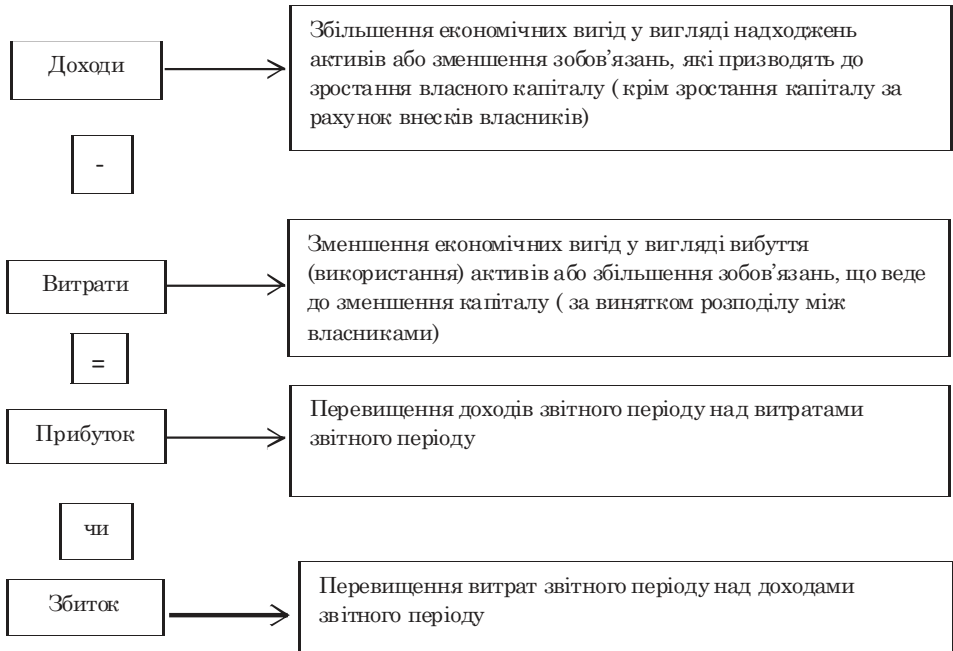 Доходи
Збільшення економічних вигід у вигляді надходжень
активів або зменшення зобов’язань, які призводять до
зростання власного капіталу ( крім зростання капіталу за
рахунок внесків власників)
-
Витрати
Зменшення економічних вигід у вигляді вибуття
(використання) активів або збільшення зобов’язань, що веде
до зменшення капіталу ( за винятком розподілу між
власниками)
=
Прибуток
Перевищення доходів звітного періоду над витратами
звітного періоду
чи
Збиток
Перевищення витрат звітного періоду над доходами
звітного періоду